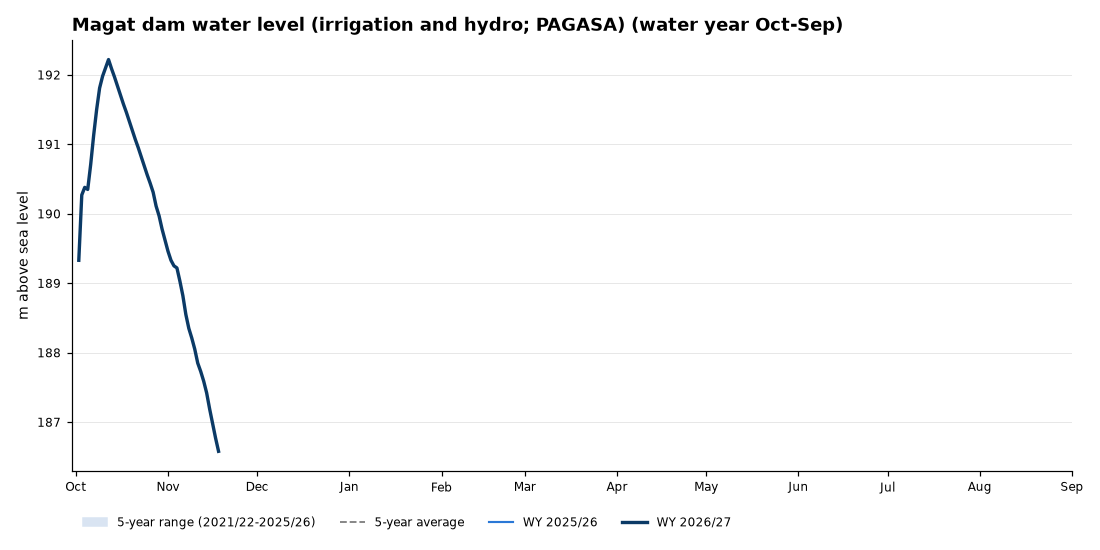 Magat dam water level (irrigation and hydro; PAGASA) (water year Oct-Sep)
m above sea level
192
191
190
189
188
187
Oct Nov Dec Jan Feb Mar Apr May Jun Jul Aug Sep
5-year range (2021/22-2025/26) 5-year average WY 2025/26 WY 2026/27